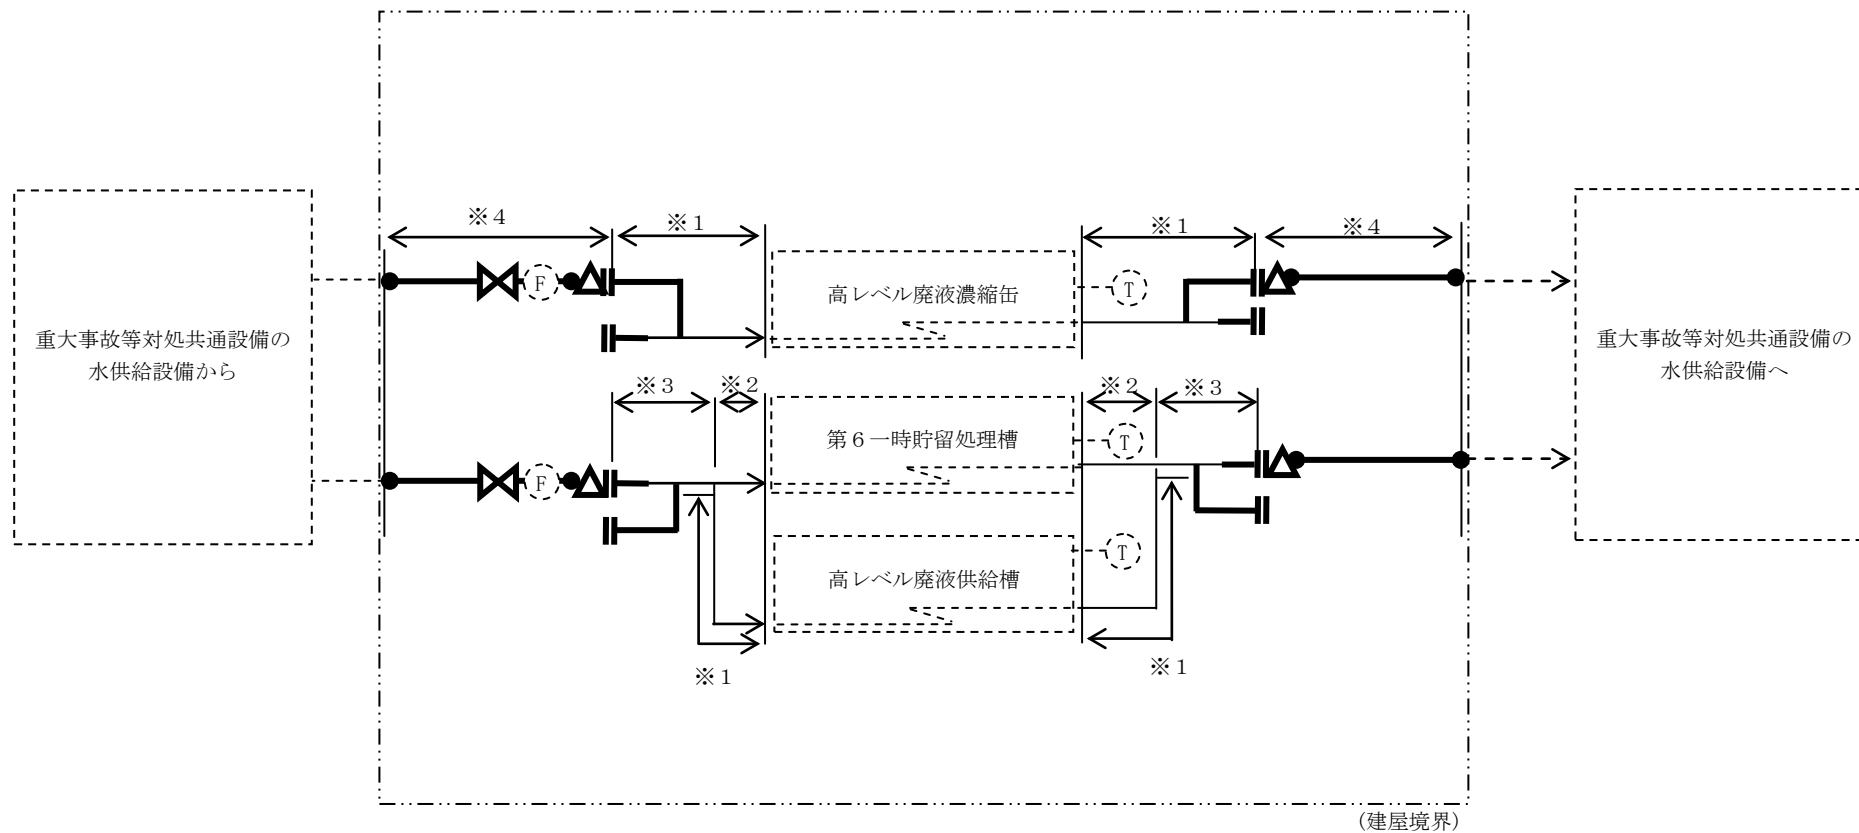 ※４
※１
※１
※４
F
高レベル廃液濃縮缶
T
重大事故等対処共通設備の
水供給設備から
重大事故等対処共通設備の
水供給設備へ
※３
※２
※２
※３
F
第６一時貯留処理槽
T
高レベル廃液供給槽
T
※１
※１
(建屋境界)